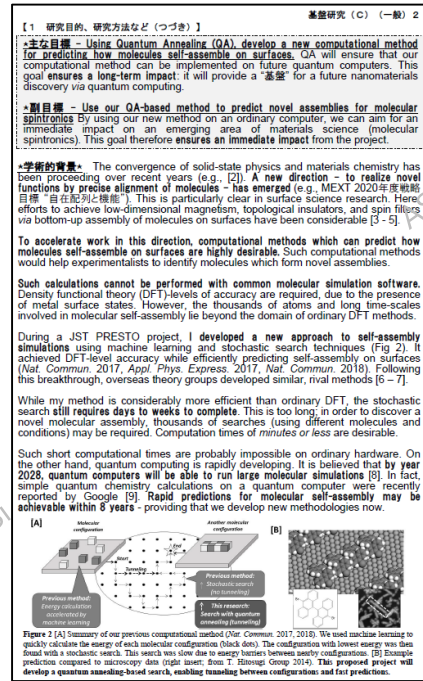 基盤研究（C）（一般）２
【１　研究目的、研究方法など（つづき）】
*主な目標 – Using Quantum Annealing (QA), develop a new computational method
for predicting how molecules self-assemble on surfaces. QA will ensure that our
computational method can be implemented on future quantum computers. This
goal ensures a long-term impact: it will provide a "基盤" for a future nanomaterials
discovery via quantum computing.
*副目標 – Use our QA-based method to predict novel assemblies for molecular
spintronics By using our new method on an ordinary computer, we can aim for an
immediate impact on an emerging area of materials science (molecular
spintronics). This goal therefore ensures an immediate impact from the project.
*学術的背景* The convergence of solid-state physics and materials chemistry has
been proceeding over recent years (e.g., [2]). A new direction - to realize novel
functions by precise alignment of molecules – has emerged (e.g., MEXT 2020年度戦略
目標 "自在配列と機能"). This is particularly clear in surface science research. Here,
efforts to achieve low-dimensional magnetism, topological insulators, and spin filters
via bottom-up assembly of molecules on surfaces have been considerable [3 - 5].
To accelerate work in this direction, computational methods which can predict how
molecules self-assemble on surfaces are highly desirable. Such computational methods
would help experimentalists to identify molecules which form novel assemblies.
Such calculations cannot be performed with common molecular simulation software.
Density functional theory (DFT)-levels of accuracy are required, due to the
presence of metal surface states. However, the thousands of atoms and long time-scales
involved in molecular self-assembly lie beyond the domain of ordinary DFT methods.
During a JST PRESTO project, I developed a new approach to self-assembly
simulations using machine learning and stochastic search techniques (Fig 2). It
achieved DFT-level accuracy while efficiently predicting self-assembly on surfaces
(Nat. Commun. 2017, Appl. Phys. Express. 2017, Nat. Commun. 2018). Following
this breakthrough, overseas theory groups developed similar, rival methods [6 – 7].
While my method is considerably more efficient than ordinary DFT, the stochastic
search still requires days to weeks to complete. This is too long; in order to discover a
novel molecular assembly, thousands of searches (using different molecules and
conditions) may be required. Computation times of minutes or less are desirable.
Such short computational times are probably impossible on ordinary hardware. On
the other hand, quantum computing is rapidly developing. It is believed that by year
2028, quantum computers will be able to run large molecular simulations [8]. In fact,
simple quantum chemistry calculations on a quantum computer were recently
reported by Google [9]. Rapid predictions for molecular self-assembly may be
achievable within 8 years - providing that we develop new methodologies now.
[A]
Molecular
configuration
Another molecular
configuration
[B]
Start
End
Tunneling
Previous method:
Energy calculation
accelerated by
machine learning
Previous method:
Stochastic search
(no tunneling)
This research:
Search with quantum
annealing (tunneling)
Figure 2 [A] Summary of our previous computational method (Nat. Commun. 2017, 2018). We used machine learning to
quickly calculate the energy of each molecular configuration (black dots). The configuration with lowest energy was then
found with a stochastic search. This search was slow due to energy barriers between nearby configurations. [B] Example
prediction compared to microscopy data (right insert; from T. Hitosugi Group 2014). This proposed project will
develop a quantum annealing-based search, enabling tunneling between configurations and fast predictions.